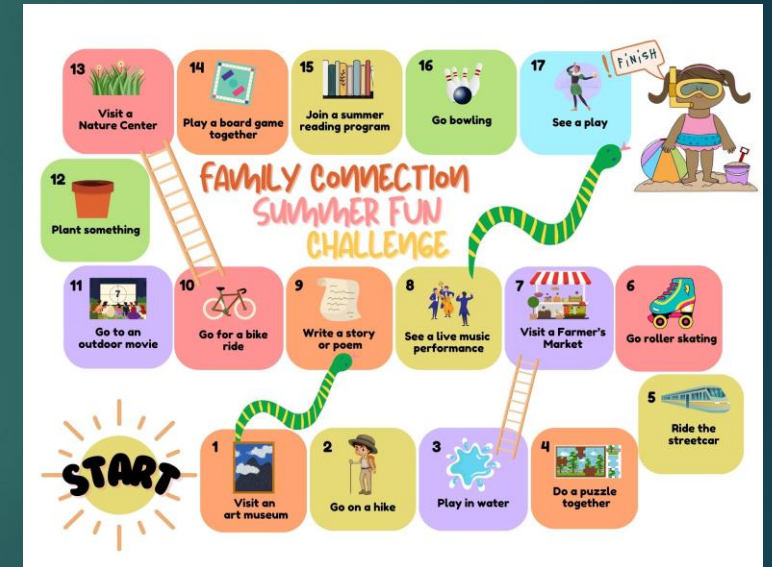 FAMILY CONNECTION
SUMMER FUN
CHALLENGE
START
1
Visit an
art museum
2
Go on a hike
3
Play in water
4
Do a puzzle
together
5
Ride the
streetcar
6
Go roller skating
7
Visit a Farmer's
Market
8
See a live music
performance
9
Write a story
or poem
10
Go for a bike
ride
11
7
Go to an
outdoor movie
12
Plant something
13
Visit a
Nature Center
14
Play a board game
together
15
Join a summer
reading program
16
Go bowling
17
See a play
FINISH